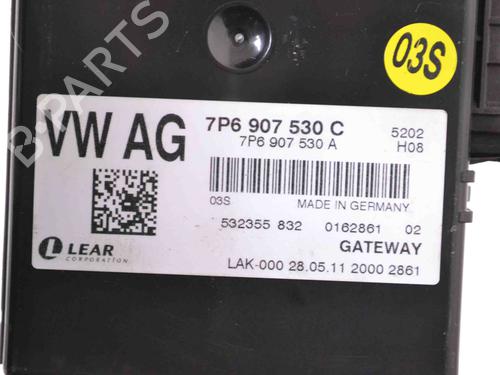 B-PARTS
03S
VW AG
7P6 907 530 C
7P6 907 530 A
5202
H08
03S
MADE IN GERMANY
532355 832 0162861 02
GATEWAY
LEAR
CORPORATION
LAK-000 28.05.11 2000 2861